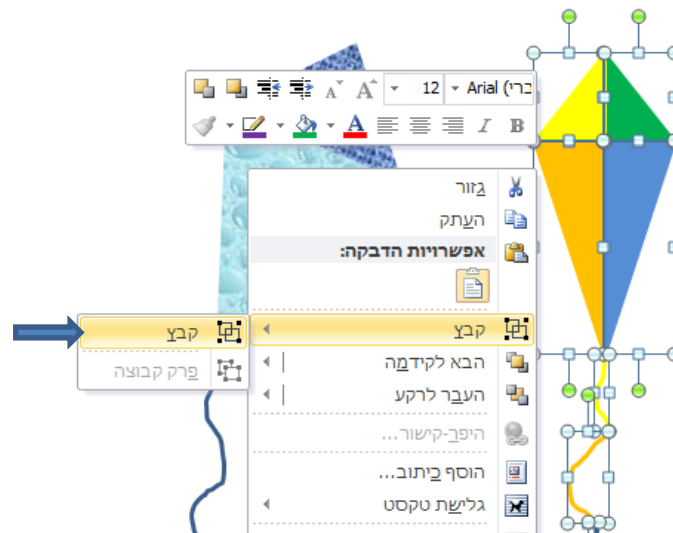 Arial (ברי 12
גזור
העתק
אפשרויות הדבקה:
קבץ
קבץ
הבא לקידמה
פרק קבוצה
העבר לרקע
היפר-קישור...
הוסף כיתוב...
גלישת טקסט